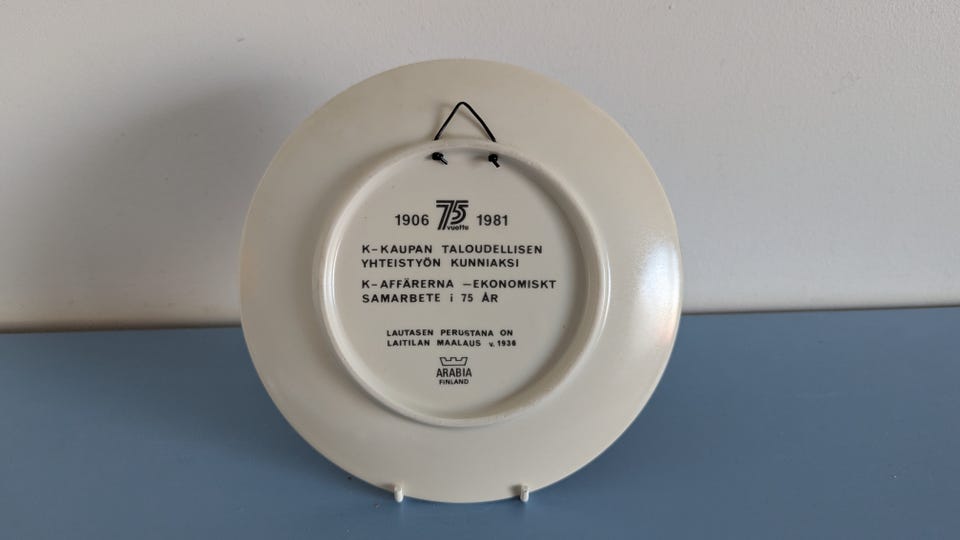 1906 75 vuotta 1981
K-KAUPAN TALOUDELLISEN
YHTEISTYÖN KUNNIAKSI
K-AFFÄRERNA -EKONOMISKT
SAMARBETE i 75 ÅR
LAUTASEN PERUSTANA ON
LAITILAN MAALAUS v. 1936
ARABIA
FINLAND